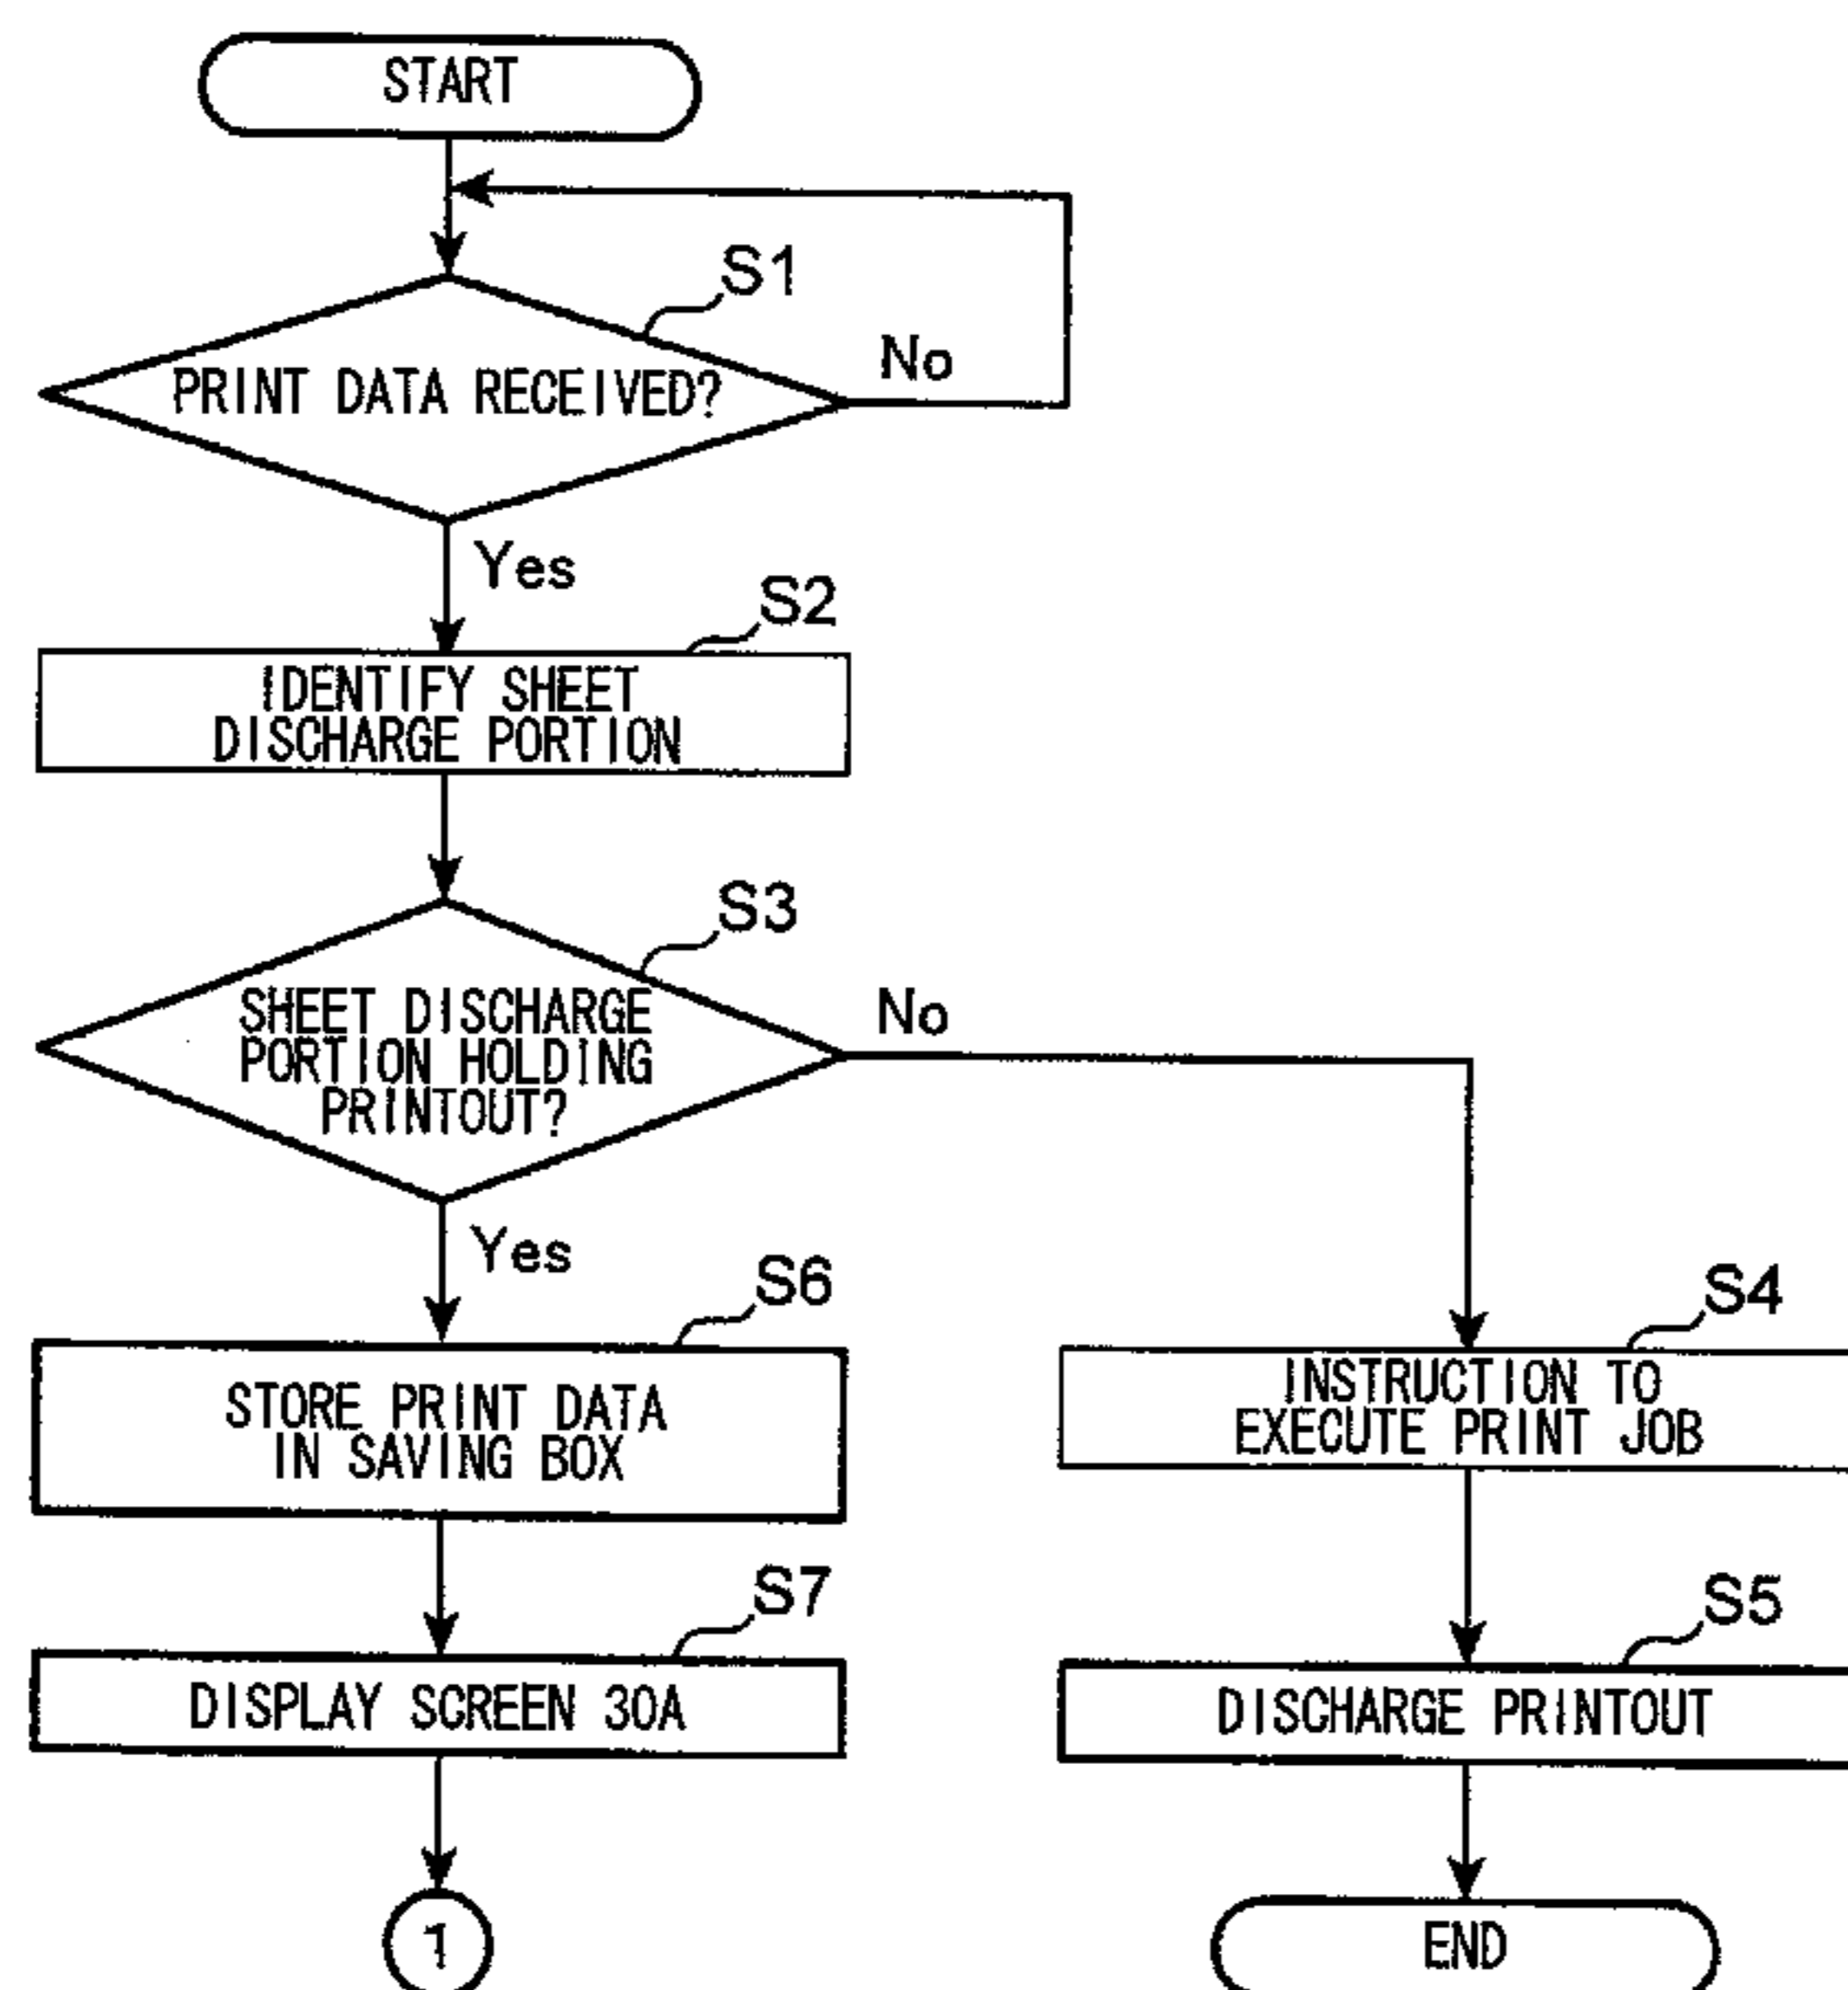 START
S1
PRINT DATA RECEIVED?
No
Yes
S2
IDENTIFY SHEET
DISCHARGE PORTION
S3
SHEET DISCHARGE
PORTION HOLDING
PRINTOUT?
No
Yes
S6
STORE PRINT DATA
IN SAVING BOX
S4
INSTRUCTION TO
EXECUTE PRINT JOB
S7
DISPLAY SCREEN 30A
S5
DISCHARGE PRINTOUT
1
END